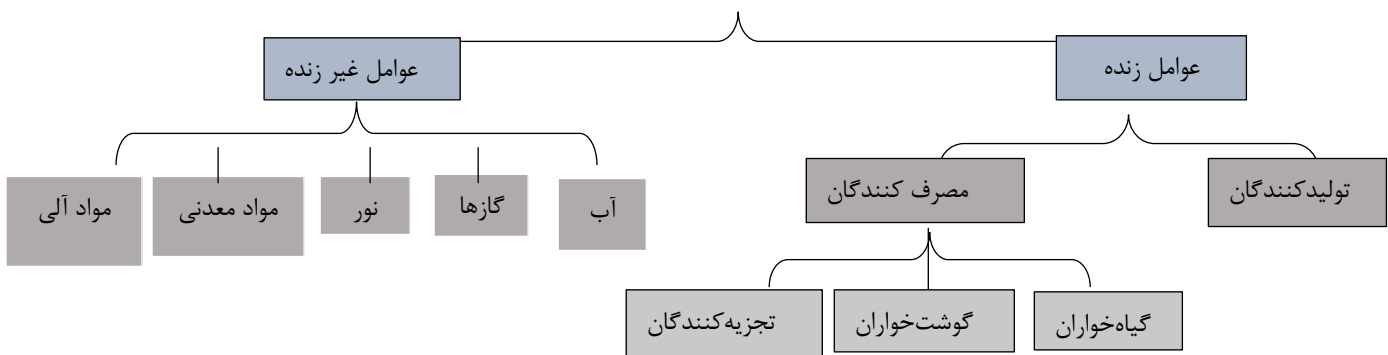 عوامل زنده
عوامل غیر زنده
تولیدکنندگان
مصرف کنندگان
آب
گازها
نور
مواد معدنی
مواد آلی
گیاه‌خواران
گوشت‌خواران
تجزیه‌کنندگان